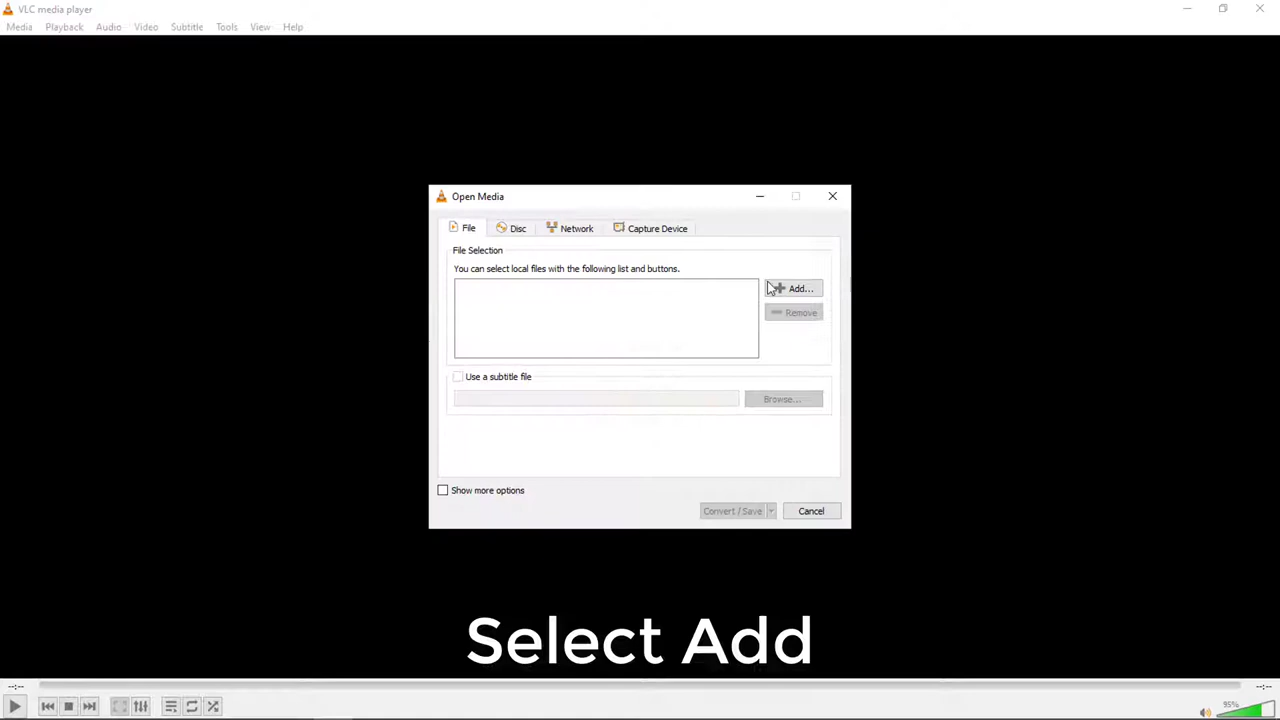 VLC media player
Media Playback Audio Video Subtitle Tools View Help
Open Media
File Disc Network Capture Device
File Selection
You can select local files with the following list and buttons.
Add...
Remove
Use a subtitle file
Browse...
Show more options
Convert / Save Cancel
Select Add
--:-- --:--
95%